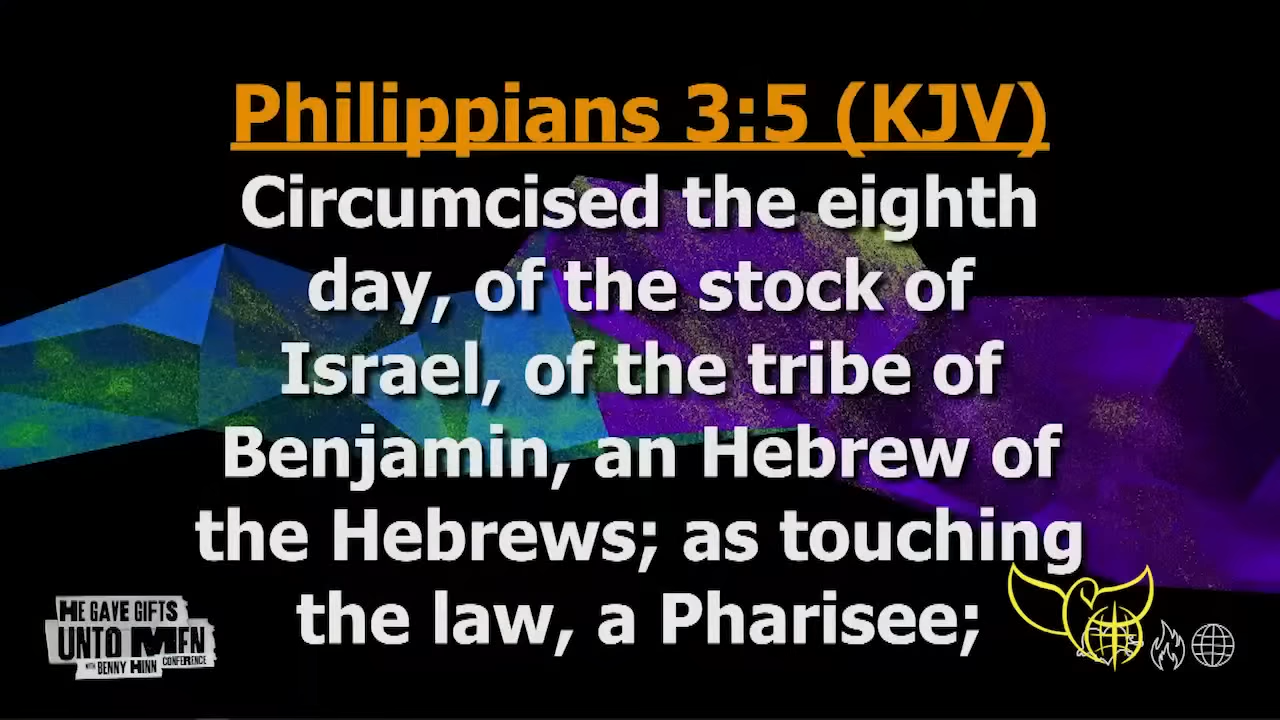 Philippians 3:5 (KJV)
Circumcised the eighth
day, of the stock of
Israel, of the tribe of
Benjamin, an Hebrew of
the Hebrews; as touching
the law, a Pharisee;
HE GAVE GIFTS
UNTO MEN
WITH BENNY HINN CONFERENCE